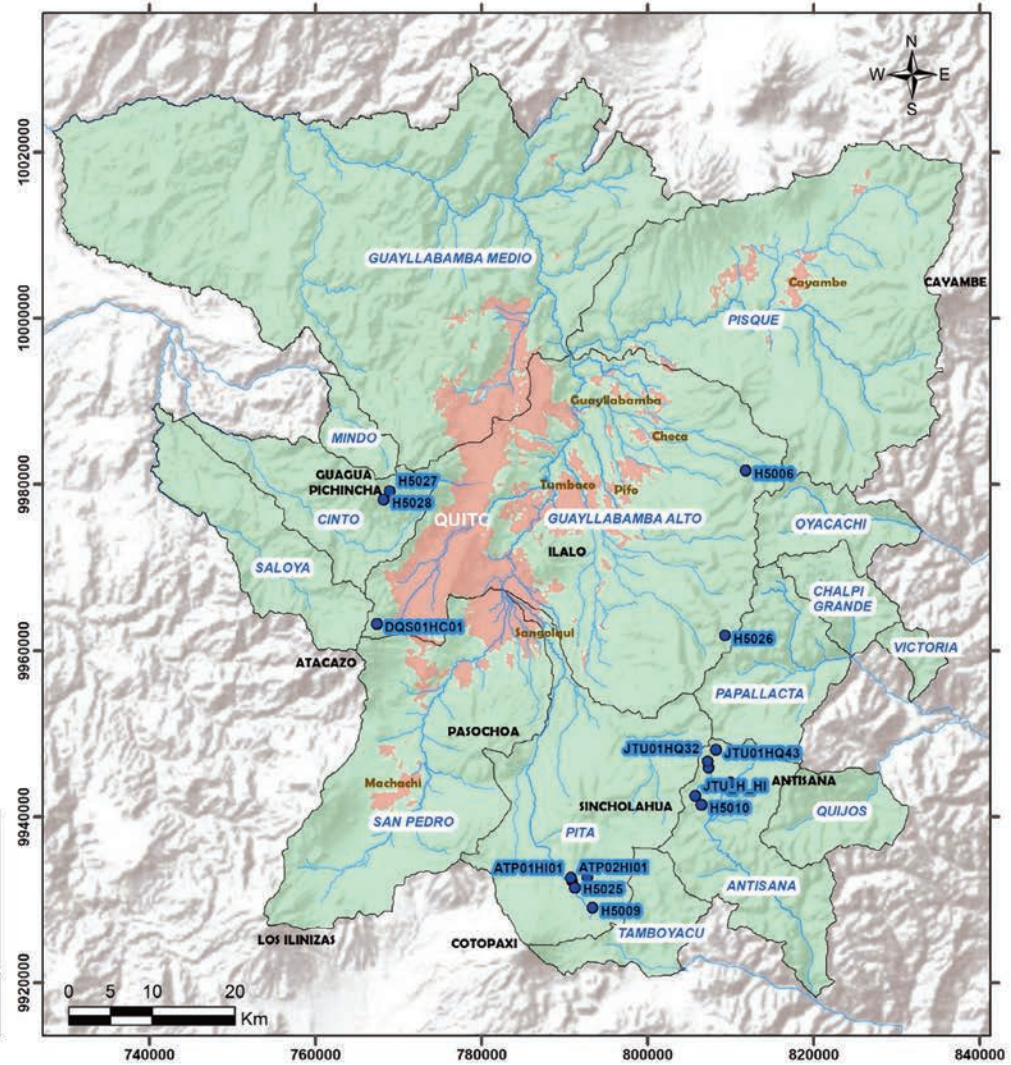 N
W E
S
10200000
10000000
9980000
9960000
9940000
9920000
GUAYLLABAMBA MEDIO
CAYAMBE
Cayambe
PISQUE
Guayllabamba
Checa
MINDO
GUAGUA
PICHINCHA
H5027
H5028
H5006
Tumbaco
Pifo
CINTO
QUITO
GUAYLLABAMBA ALTO
OYACACHI
ILALO
SALOYA
CHALPI
GRANDE
DQS01HC01
Sangolqui
H5026
VICTORIA
ATACAZO
PAPALLACTA
PASOCHOA
JTU01HQ32
JTU01HQ43
Machachi
JTU_H_HI
ANTISANA
SINCHOLAHUA
H5010
QUIJOS
SAN PEDRO
PITA
ATP01HI01
ATP02HI01
H5025
ANTISANA
H5009
TAMBOYACU
LOS ILINIZAS
COTOPAXI
0 5 10 20
Km
740000 760000 780000 800000 820000 840000